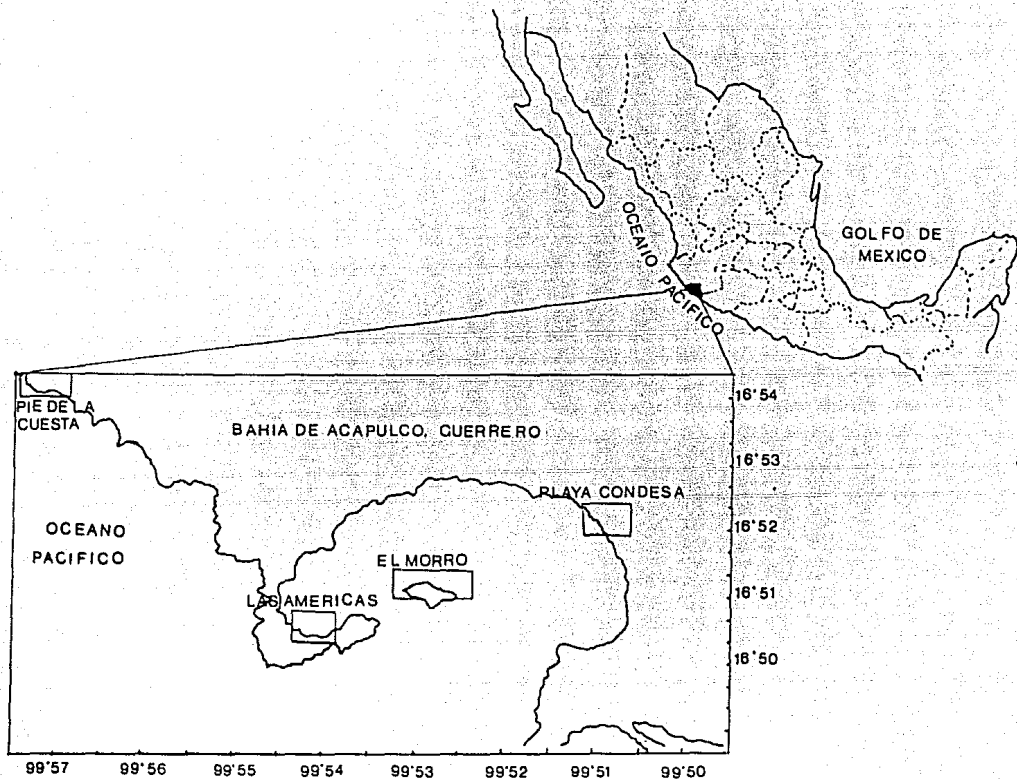 GOLFO DE
MEXICO
OCEANO PACIFICO
PIE DE LA
CUESTA
BAHIA DE ACAPULCO, GUERRERO
PLAYA CONDESA
OCEANO
PACIFICO
EL MORRO
LAS AMERICAS
16°54
16°53
16°52
16°51
16°50
99°57 99°56 99°55 99°54 99°53 99°52 99°51 99°50